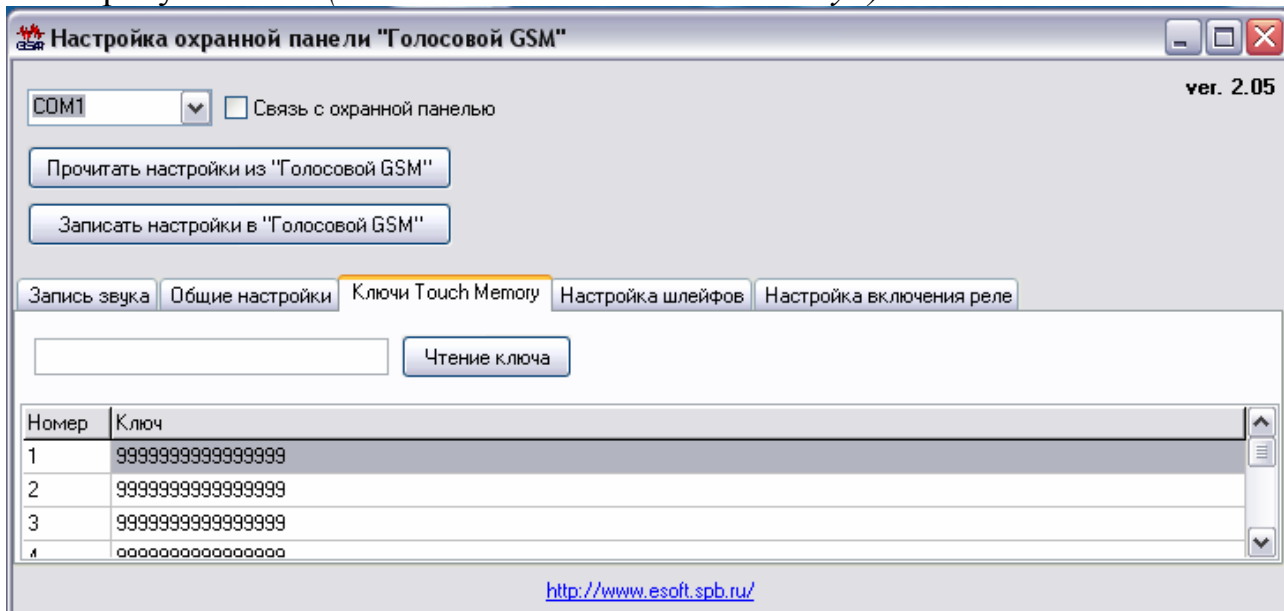 Настройка охранной панели "Голосовой GSM"
ver. 2.05
COM1 Связь с охранной панелью
Прочитать настройки из "Голосовой GSM"
Записать настройки в "Голосовой GSM"
Запись звука Общие настройки Ключи Touch Memory Настройка шлейфов Настройка включения реле
Чтение ключа
Номер Ключ
1 9999999999999999
2 9999999999999999
3 9999999999999999
4 9999999999999999
http://www.esoft.spb.ru/